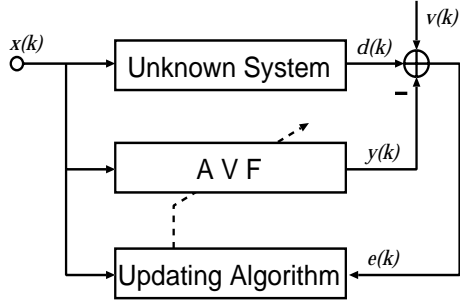 v(k)
x(k)
d(k)
Unknown System
A V F
y(k)
Updating Algorithm
e(k)